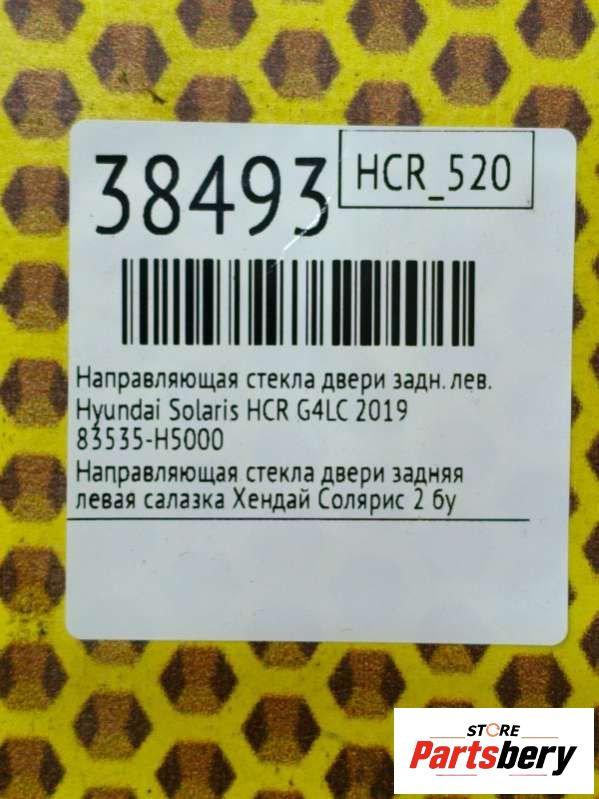 38493
HCR_520
Направляющая стекла двери задн. лев.
Hyundai Solaris HCR G4LC 2019
83535-H5000
Направляющая стекла двери задняя
левая салазка Хендай Солярис 2 бу
STORE
Partsbery